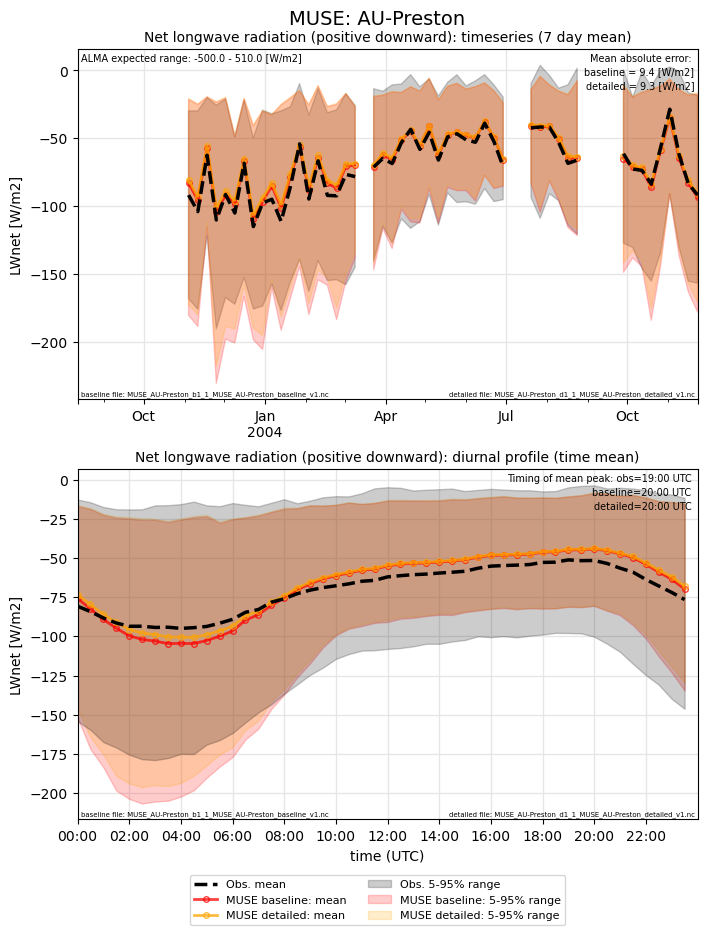 MUSE: AU-Preston
Net longwave radiation (positive downward): timeseries (7 day mean)
ALMA expected range: -500.0 - 510.0 [W/m2]
Mean absolute error:
baseline = 9.4 [W/m2]
detailed = 9.3 [W/m2]
0
−50
−100
−150
−200
LWnet [W/m2]
baseline file: MUSE_AU-Preston_b1_1_MUSE_AU-Preston_baseline_v1.nc
detailed file: MUSE_AU-Preston_d1_1_MUSE_AU-Preston_detailed_v1.nc
Oct
Jan
2004
Apr
Jul
Oct
Net longwave radiation (positive downward): diurnal profile (time mean)
Timing of mean peak: obs=19:00 UTC
baseline=20:00 UTC
detailed=20:00 UTC
0
−25
−50
−75
−100
−125
−150
−175
−200
LWnet [W/m2]
baseline file: MUSE_AU-Preston_b1_1_MUSE_AU-Preston_baseline_v1.nc
detailed file: MUSE_AU-Preston_d1_1_MUSE_AU-Preston_detailed_v1.nc
00:00 02:00 04:00 06:00 08:00 10:00 12:00 14:00 16:00 18:00 20:00 22:00
time (UTC)
Obs. mean
MUSE baseline: mean
MUSE detailed: mean
Obs. 5-95% range
MUSE baseline: 5-95% range
MUSE detailed: 5-95% range